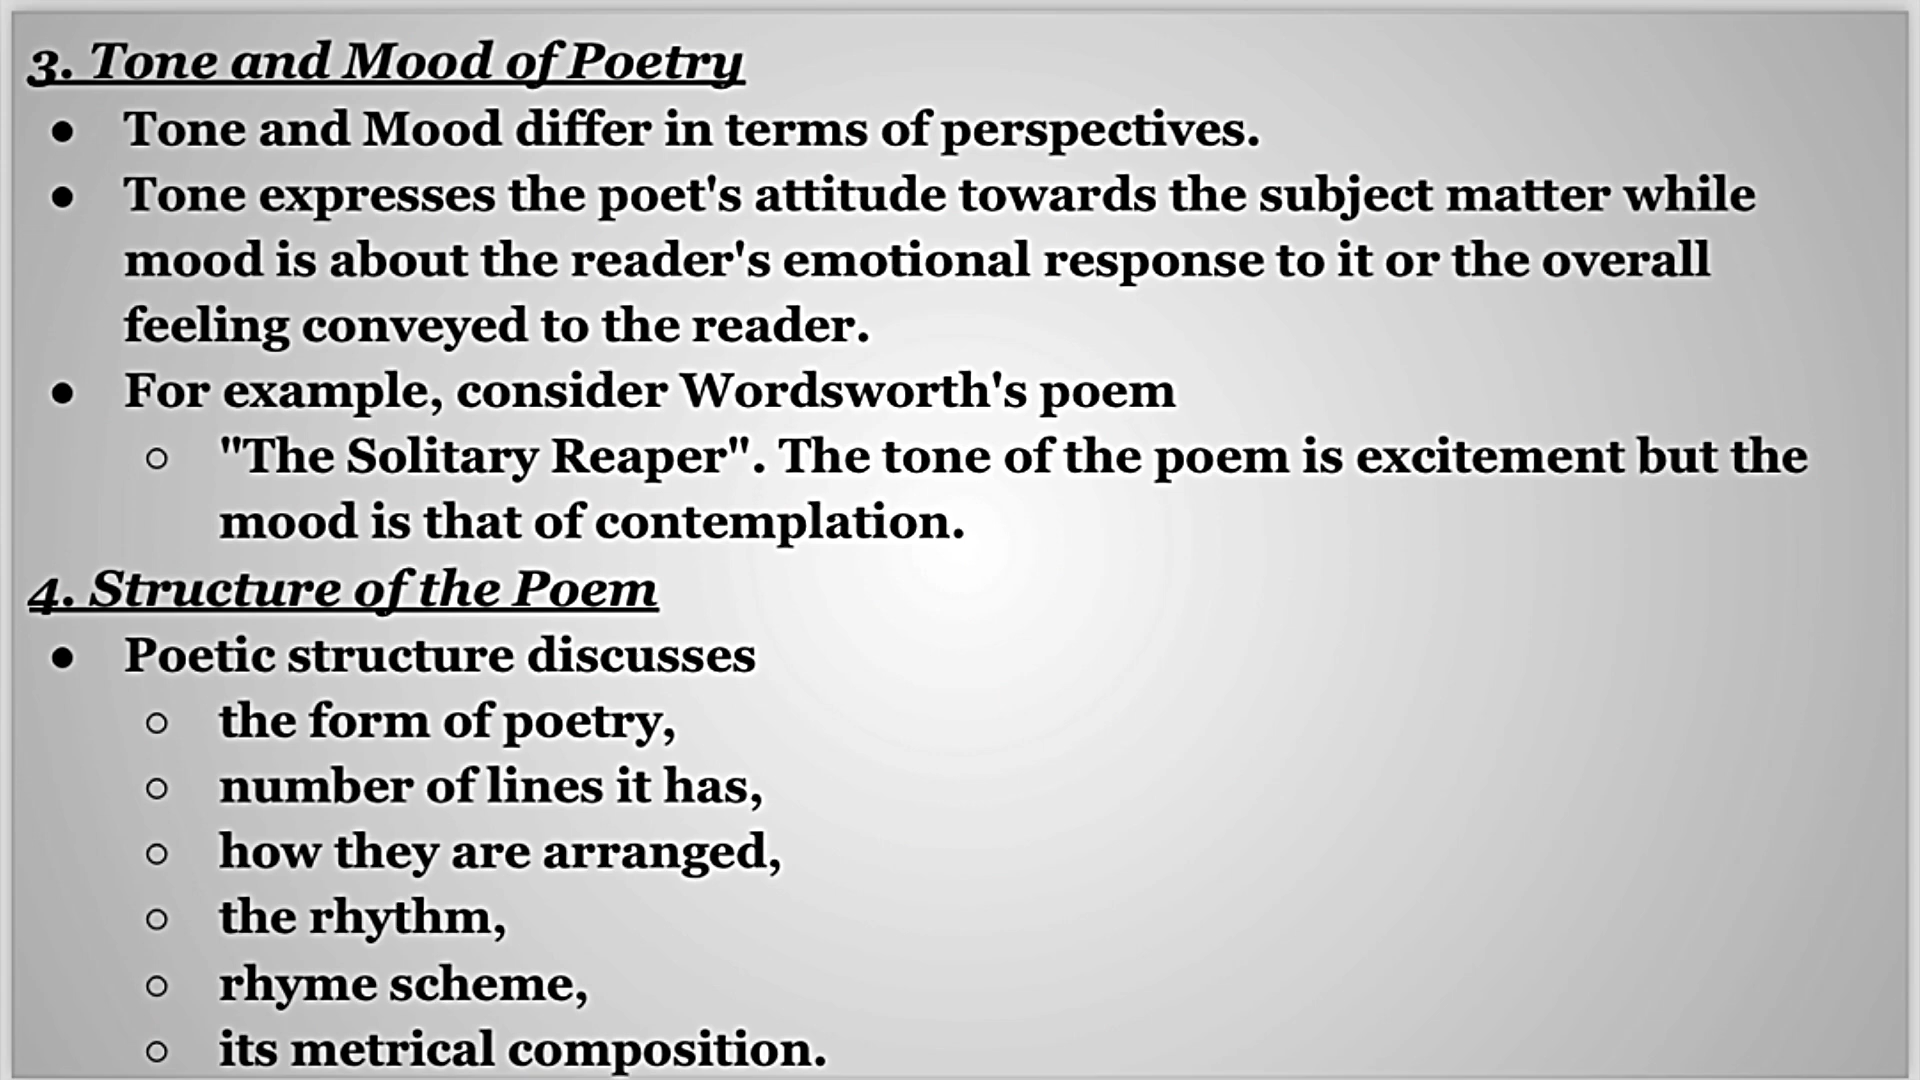 3. Tone and Mood of Poetry
● Tone and Mood differ in terms of perspectives.
● Tone expresses the poet's attitude towards the subject matter while
mood is about the reader's emotional response to it or the overall
feeling conveyed to the reader.
● For example, consider Wordsworth's poem
○ "The Solitary Reaper". The tone of the poem is excitement but the
mood is that of contemplation.
4. Structure of the Poem
● Poetic structure discusses
○ the form of poetry,
○ number of lines it has,
○ how they are arranged,
○ the rhythm,
○ rhyme scheme,
○ its metrical composition.